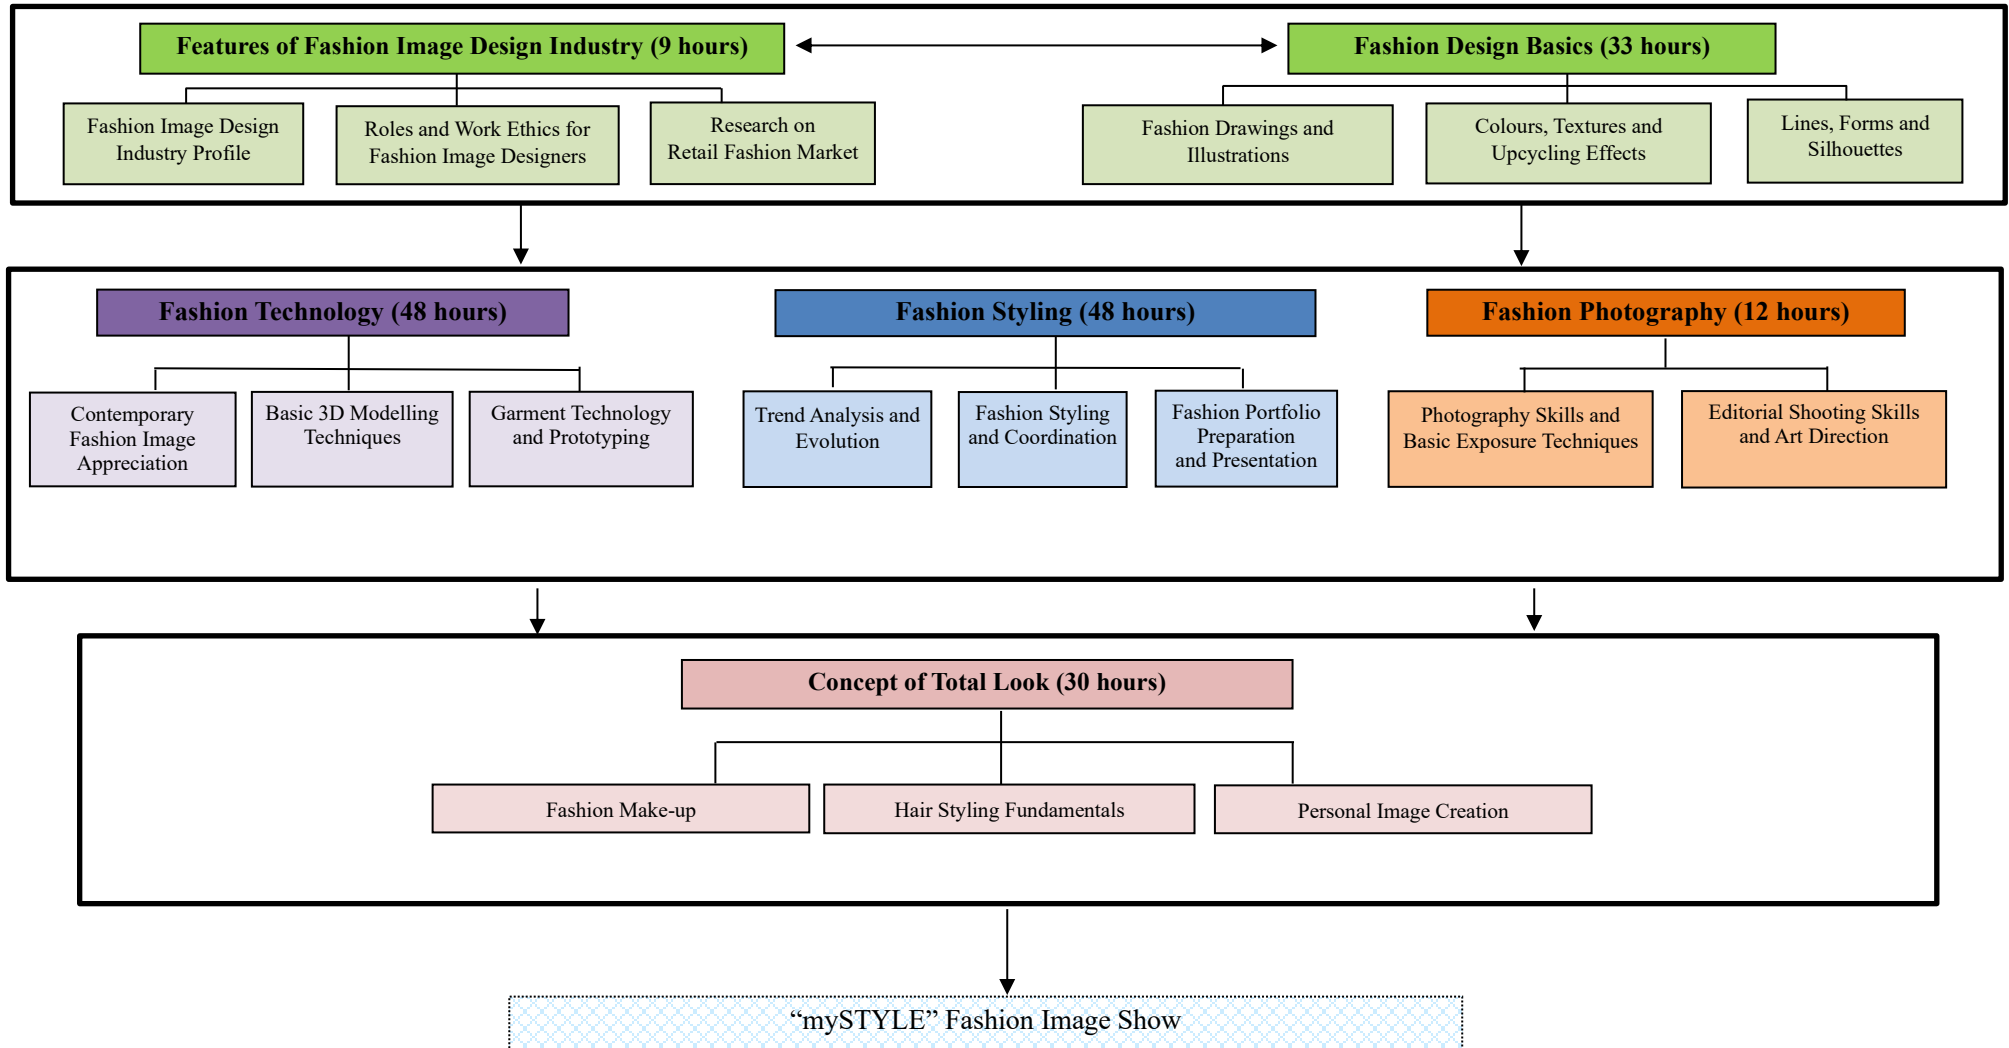 Features of Fashion Image Design Industry (9 hours)
Fashion Design Basics (33 hours)
Fashion Image Design
Industry Profile
Roles and Work Ethics for
Fashion Image Designers
Research on
Retail Fashion Market
Fashion Drawings and
Illustrations
Colours, Textures and
Upcycling Effects
Lines, Forms and
Silhouettes
Fashion Technology (48 hours)
Fashion Styling (48 hours)
Fashion Photography (12 hours)
Contemporary
Fashion Image
Appreciation
Basic 3D Modelling
Techniques
Garment Technology
and Prototyping
Trend Analysis and
Evolution
Fashion Styling
and Coordination
Fashion Portfolio
Preparation
and Presentation
Photography Skills and
Basic Exposure Techniques
Editorial Shooting Skills
and Art Direction
Concept of Total Look (30 hours)
Fashion Make-up
Hair Styling Fundamentals
Personal Image Creation
“mySTYLE” Fashion Image Show